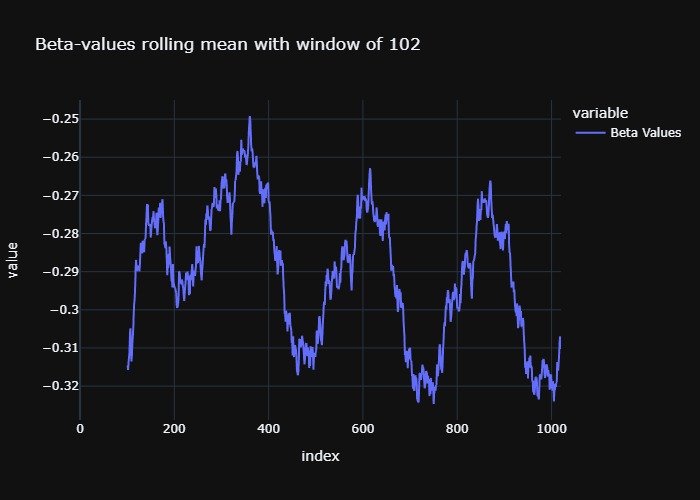 Beta-values rolling mean with window of 102
variable
Beta Values
value
−0.25
−0.26
−0.27
−0.28
−0.29
−0.3
−0.31
−0.32
0
200
400
600
800
1000
index